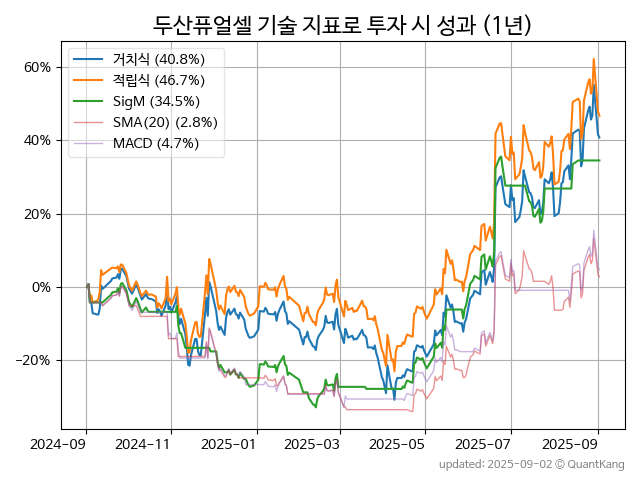 두산퓨얼셀 기술 지표로 투자 시 성과 (1년)
거치식 (40.8%)
적립식 (46.7%)
SigM (34.5%)
SMA(20) (2.8%)
MACD (4.7%)
60%
40%
20%
0%
−20%
2024-09
2024-11
2025-01
2025-03
2025-05
2025-07
2025-09
updated: 2025-09-02 © QuantKang